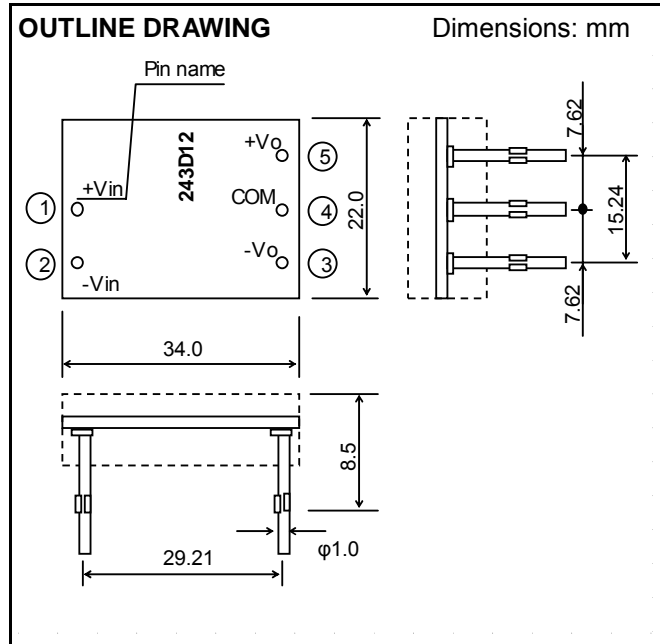 OUTLINE DRAWING
Dimensions: mm
Pin name
243D12
+Vo
5
1
+Vin
COM
4
2
-Vin
-Vo
3
22.0
34.0
7.62
15.24
7.62
8.5
φ1.0
29.21